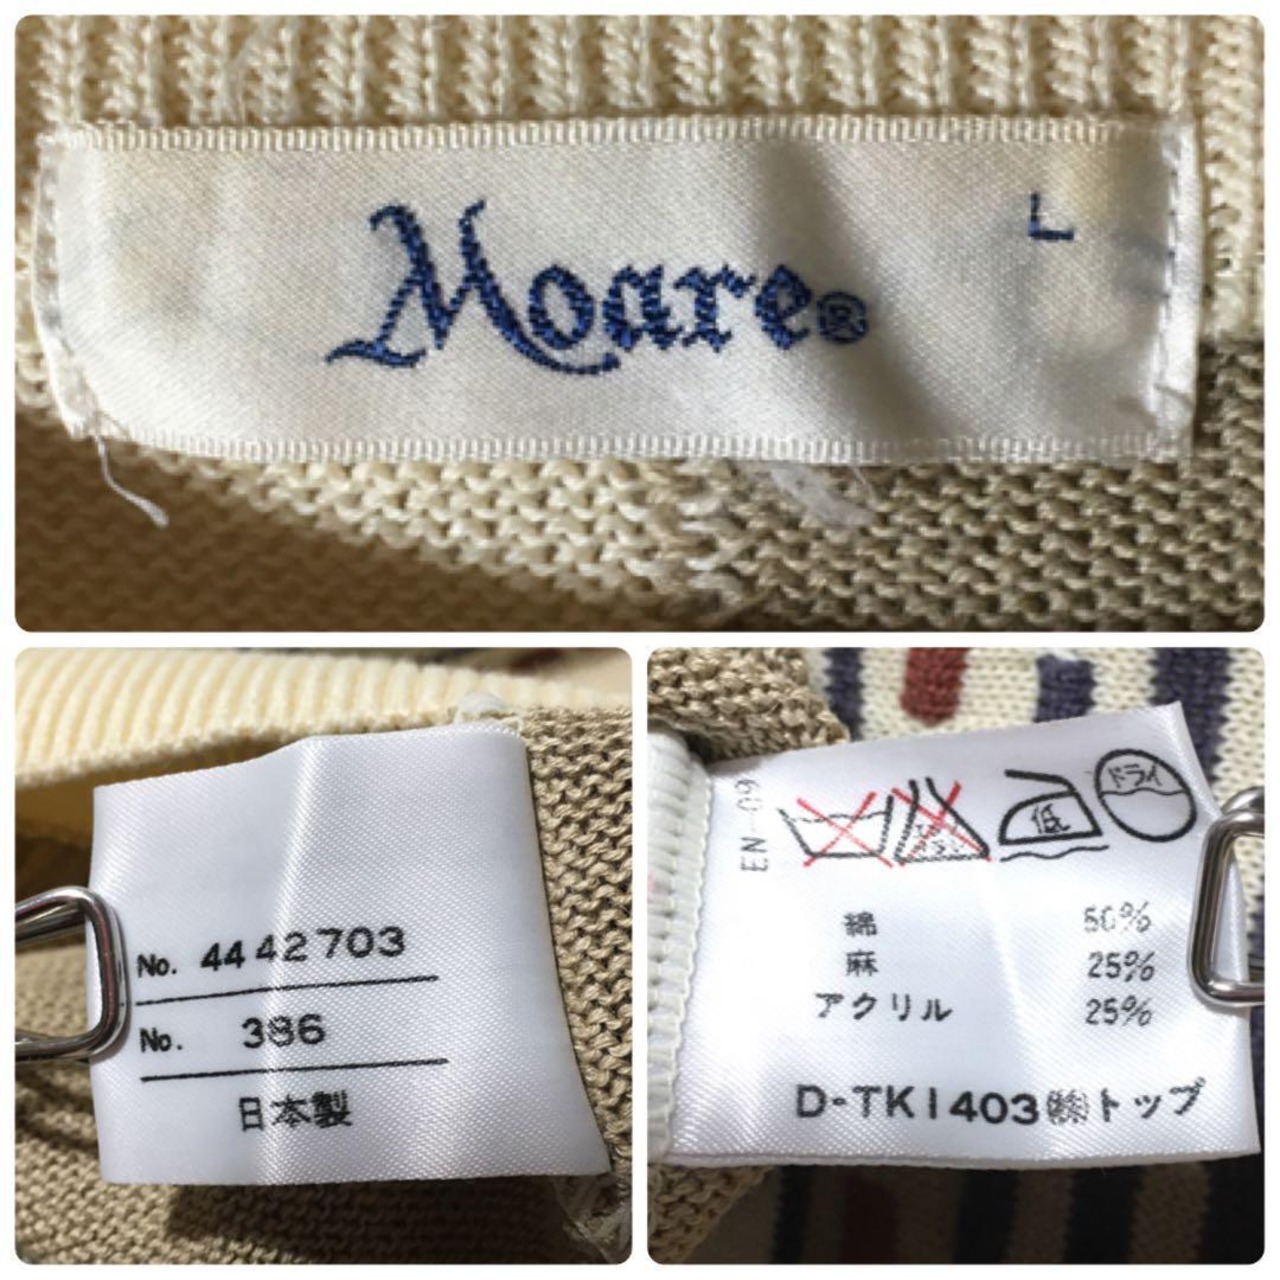 Moare®
L
No. 4442703
No. 386
日本製
EN-09
低
ドライ
綿 50%
麻 25%
アクリル 25%
D-TK1403㈱トップ